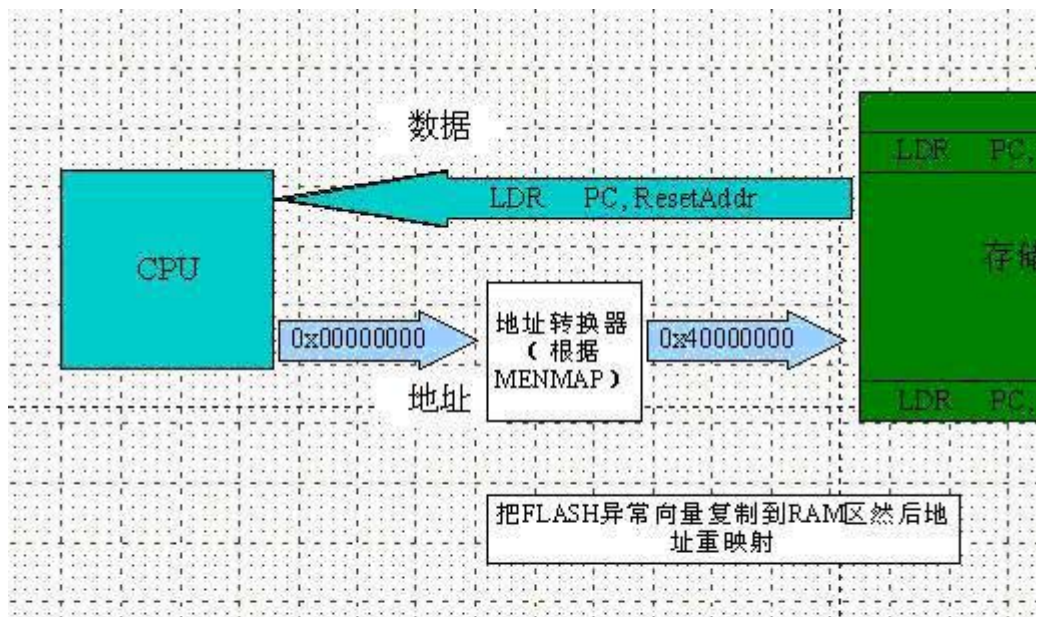 数据
LDR PC,
LDR PC,ResetAddr
CPU
地址转换器
( 根据
MENMAP )
0x00000000
0x40000000
地址
LDR PC,
把FLASH异常向量复制到RAM区然后地
址重映射